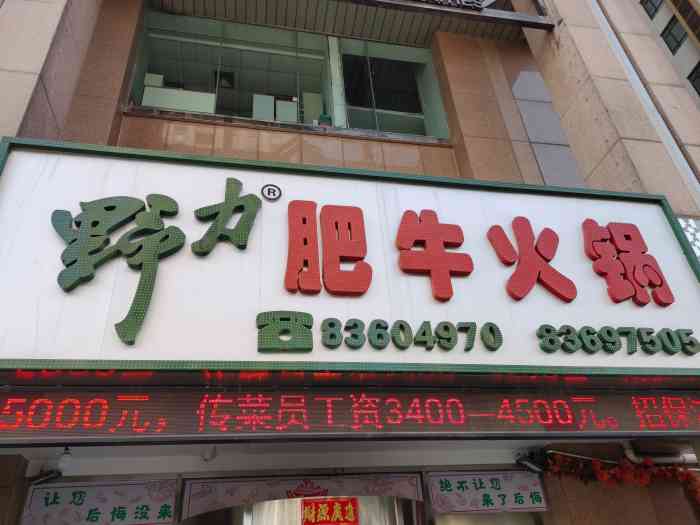 野力® 肥牛火锅
☎83604970 83697505
5000元,传菜员工资3400—4500元。招保
让您
后悔没来
绝不让您
来了后悔